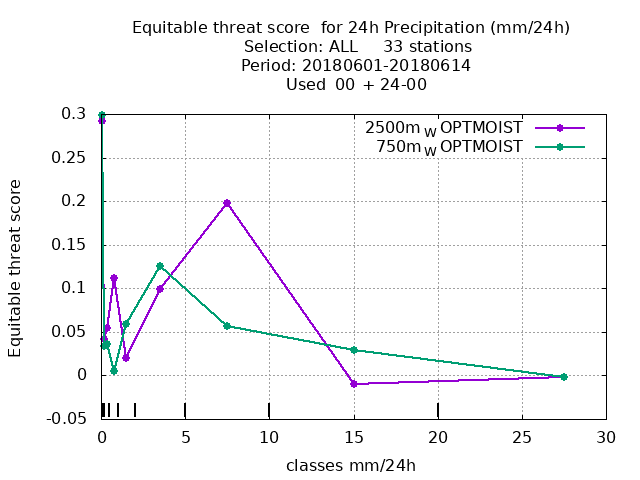 Equitable threat score for 24h Precipitation (mm/24h)
Selection: ALL 33 stations
Period: 20180601-20180614
Used 00 + 24-00
2500m W OPTMOIST
750m W OPTMOIST
Equitable threat score
0.3
0.25
0.2
0.15
0.1
0.05
0
-0.05
0 5 10 15 20 25 30
classes mm/24h